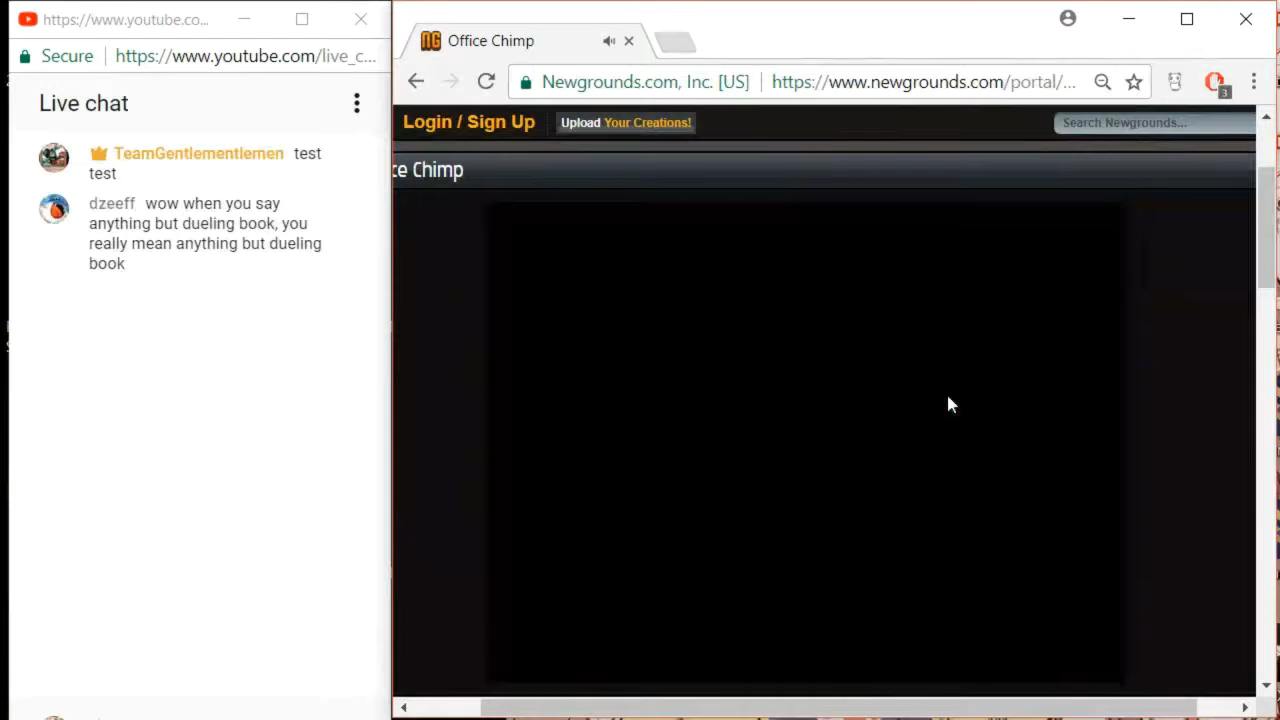 https://www.youtube.co...
Secure
https://www.youtube.com/live_c...
Live chat
TeamGentlementlemen test
test
dzeeff wow when you say
anything but dueling book, you
really mean anything but dueling
book
NG Office Chimp
Newgrounds.com, Inc. [US]
https://www.newgrounds.com/portal/...
3
Login / Sign Up
Upload Your Creations!
Search Newgrounds...
ce Chimp